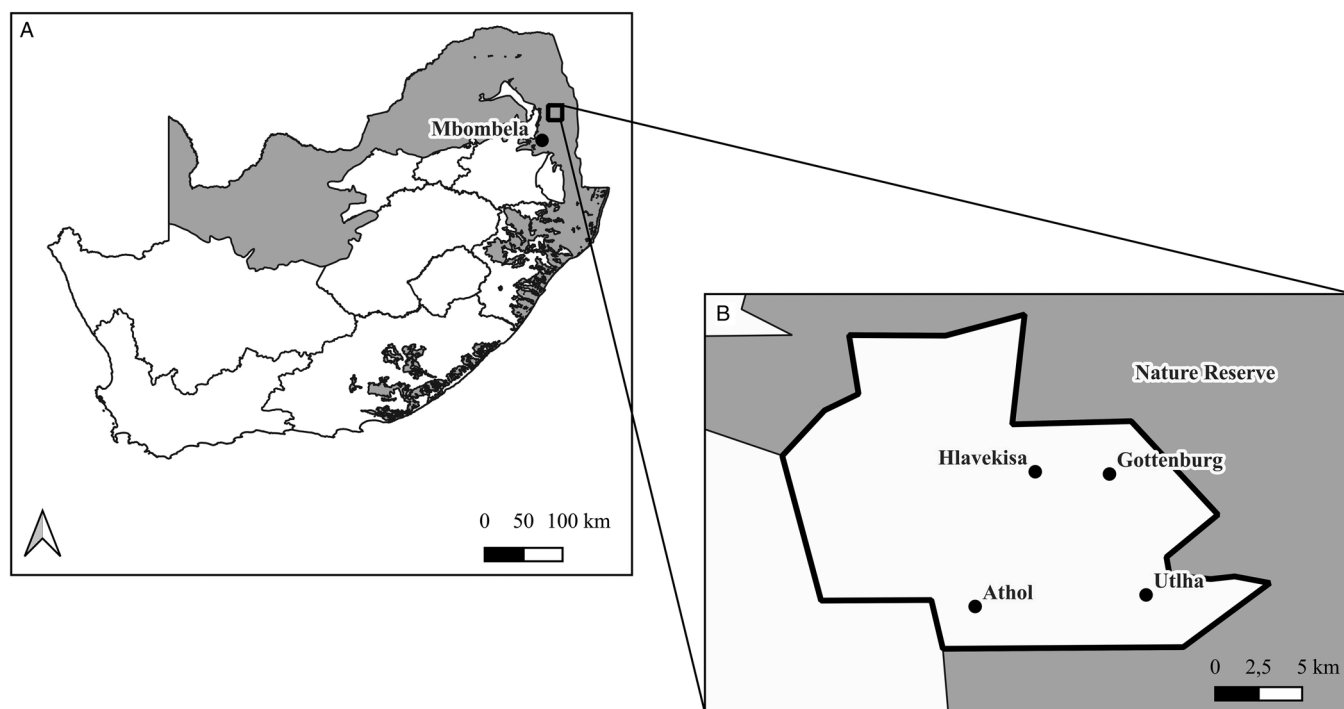 A
Mbombela
0 50 100 km
B
Nature Reserve
Hlavekisa
Gottenburg
Athol
Utlha
0 2,5 5 km